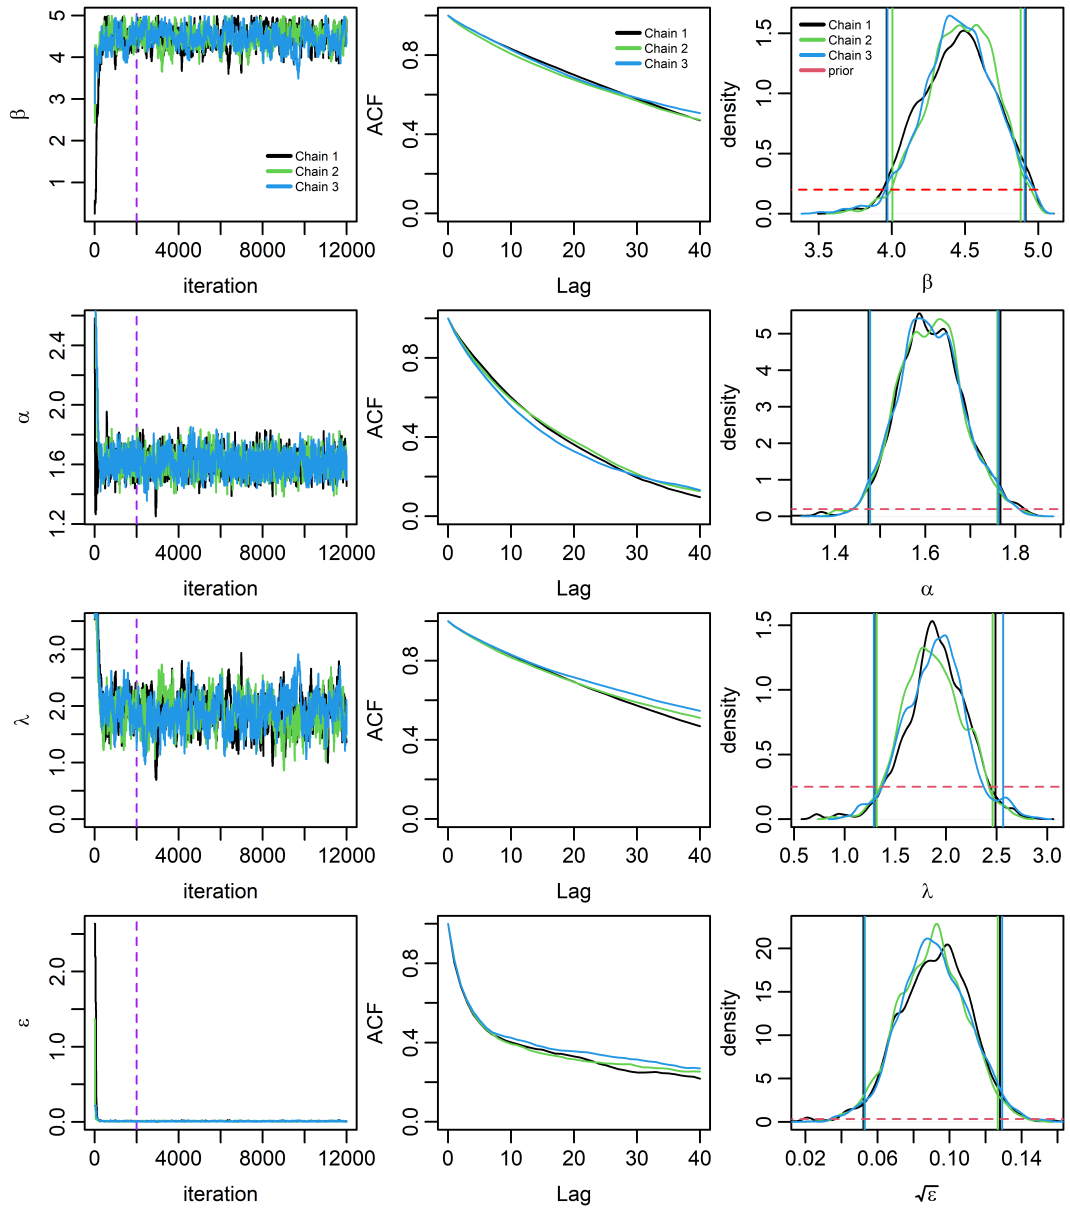 β
5
4
3
2
1
Chain 1
Chain 2
Chain 3
0 4000 8000 12000
iteration
ACF
0.8
0.4
0.0
Chain 1
Chain 2
Chain 3
0 10 20 30 40
Lag
density
1.5
1.0
0.5
0.0
Chain 1
Chain 2
Chain 3
prior
3.5 4.0 4.5 5.0
β
α
2.4
2.0
1.6
1.2
0 4000 8000 12000
iteration
ACF
0.8
0.4
0.0
0 10 20 30 40
Lag
density
5
4
3
2
1
0
1.4 1.6 1.8
α
λ
3.0
2.0
1.0
0.0
0 4000 8000 12000
iteration
ACF
0.8
0.4
0.0
0 10 20 30 40
Lag
density
1.5
1.0
0.5
0.0
0.5 1.0 1.5 2.0 2.5 3.0
λ
ε
2.0
1.0
0.0
0 4000 8000 12000
iteration
ACF
0.8
0.4
0.0
0 10 20 30 40
Lag
density
20
15
10
5
0
0.02 0.06 0.10 0.14
√ε